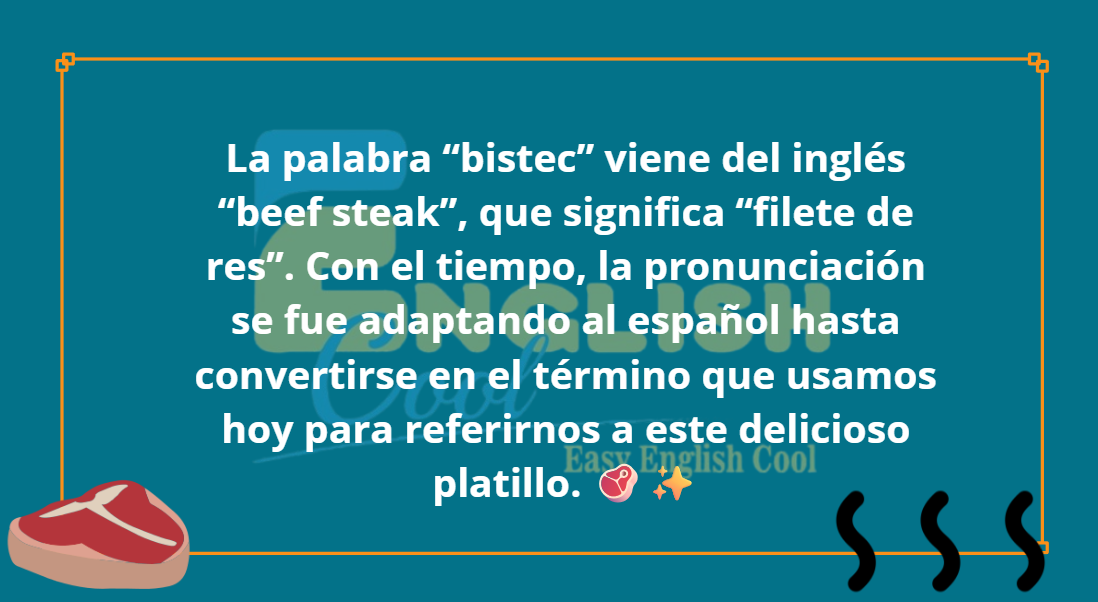 La palabra “bistec” viene del inglés
“beef steak”, que significa “filete de
res”. Con el tiempo, la pronunciación
se fue adaptando al español hasta
convertirse en el término que usamos
hoy para referirnos a este delicioso
platillo. 🥩 ✨
English
Cool
Easy English Cool